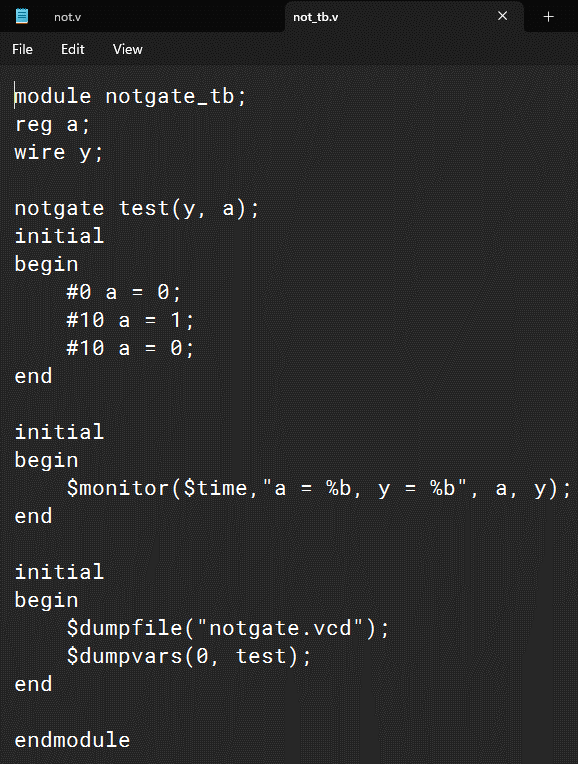 not.v not_tb.v
File Edit View
module notgate_tb;
reg a;
wire y;

notgate test(y, a);
initial
begin
    #0 a = 0;
    #10 a = 1;
    #10 a = 0;
end

initial
begin
    $monitor($time,"a = %b, y = %b", a, y);
end

initial
begin
    $dumpfile("notgate.vcd");
    $dumpvars(0, test);
end

endmodule